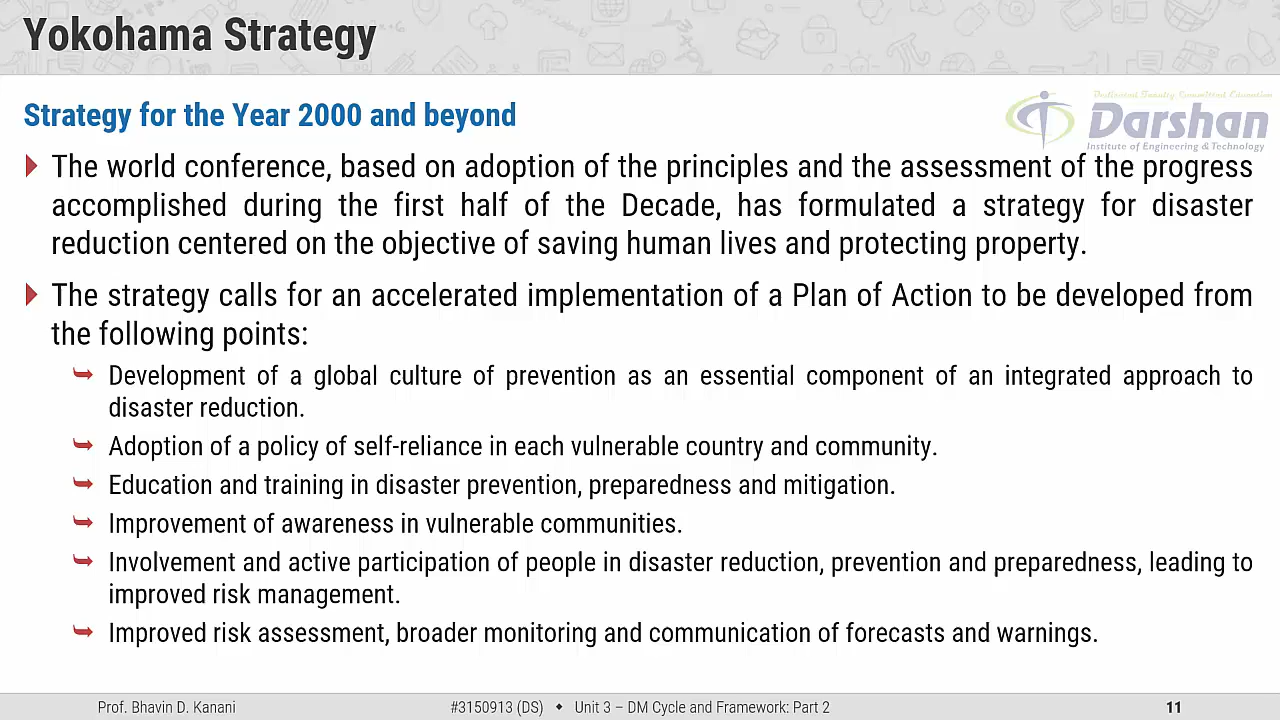 Yokohama Strategy
Strategy for the Year 2000 and beyond
Dedicated Faculty Committed Education
Darshan
Institute of Engineering & Technology
The world conference, based on adoption of the principles and the assessment of the progress
accomplished during the first half of the Decade, has formulated a strategy for disaster
reduction centered on the objective of saving human lives and protecting property.
The strategy calls for an accelerated implementation of a Plan of Action to be developed from
the following points:
Development of a global culture of prevention as an essential component of an integrated approach to
disaster reduction.
Adoption of a policy of self-reliance in each vulnerable country and community.
Education and training in disaster prevention, preparedness and mitigation.
Improvement of awareness in vulnerable communities.
Involvement and active participation of people in disaster reduction, prevention and preparedness, leading to
improved risk management.
Improved risk assessment, broader monitoring and communication of forecasts and warnings.
Prof. Bhavin D. Kanani #3150913 (DS) ◆ Unit 3 – DM Cycle and Framework: Part 2 11